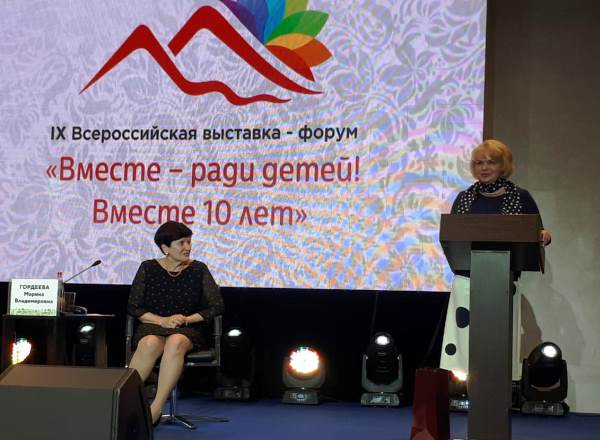 IX Всероссийская выставка - форум
«Вместе – ради детей!
Вместе 10 лет»
ГОРДЕЕВА
Марина
Владимировна